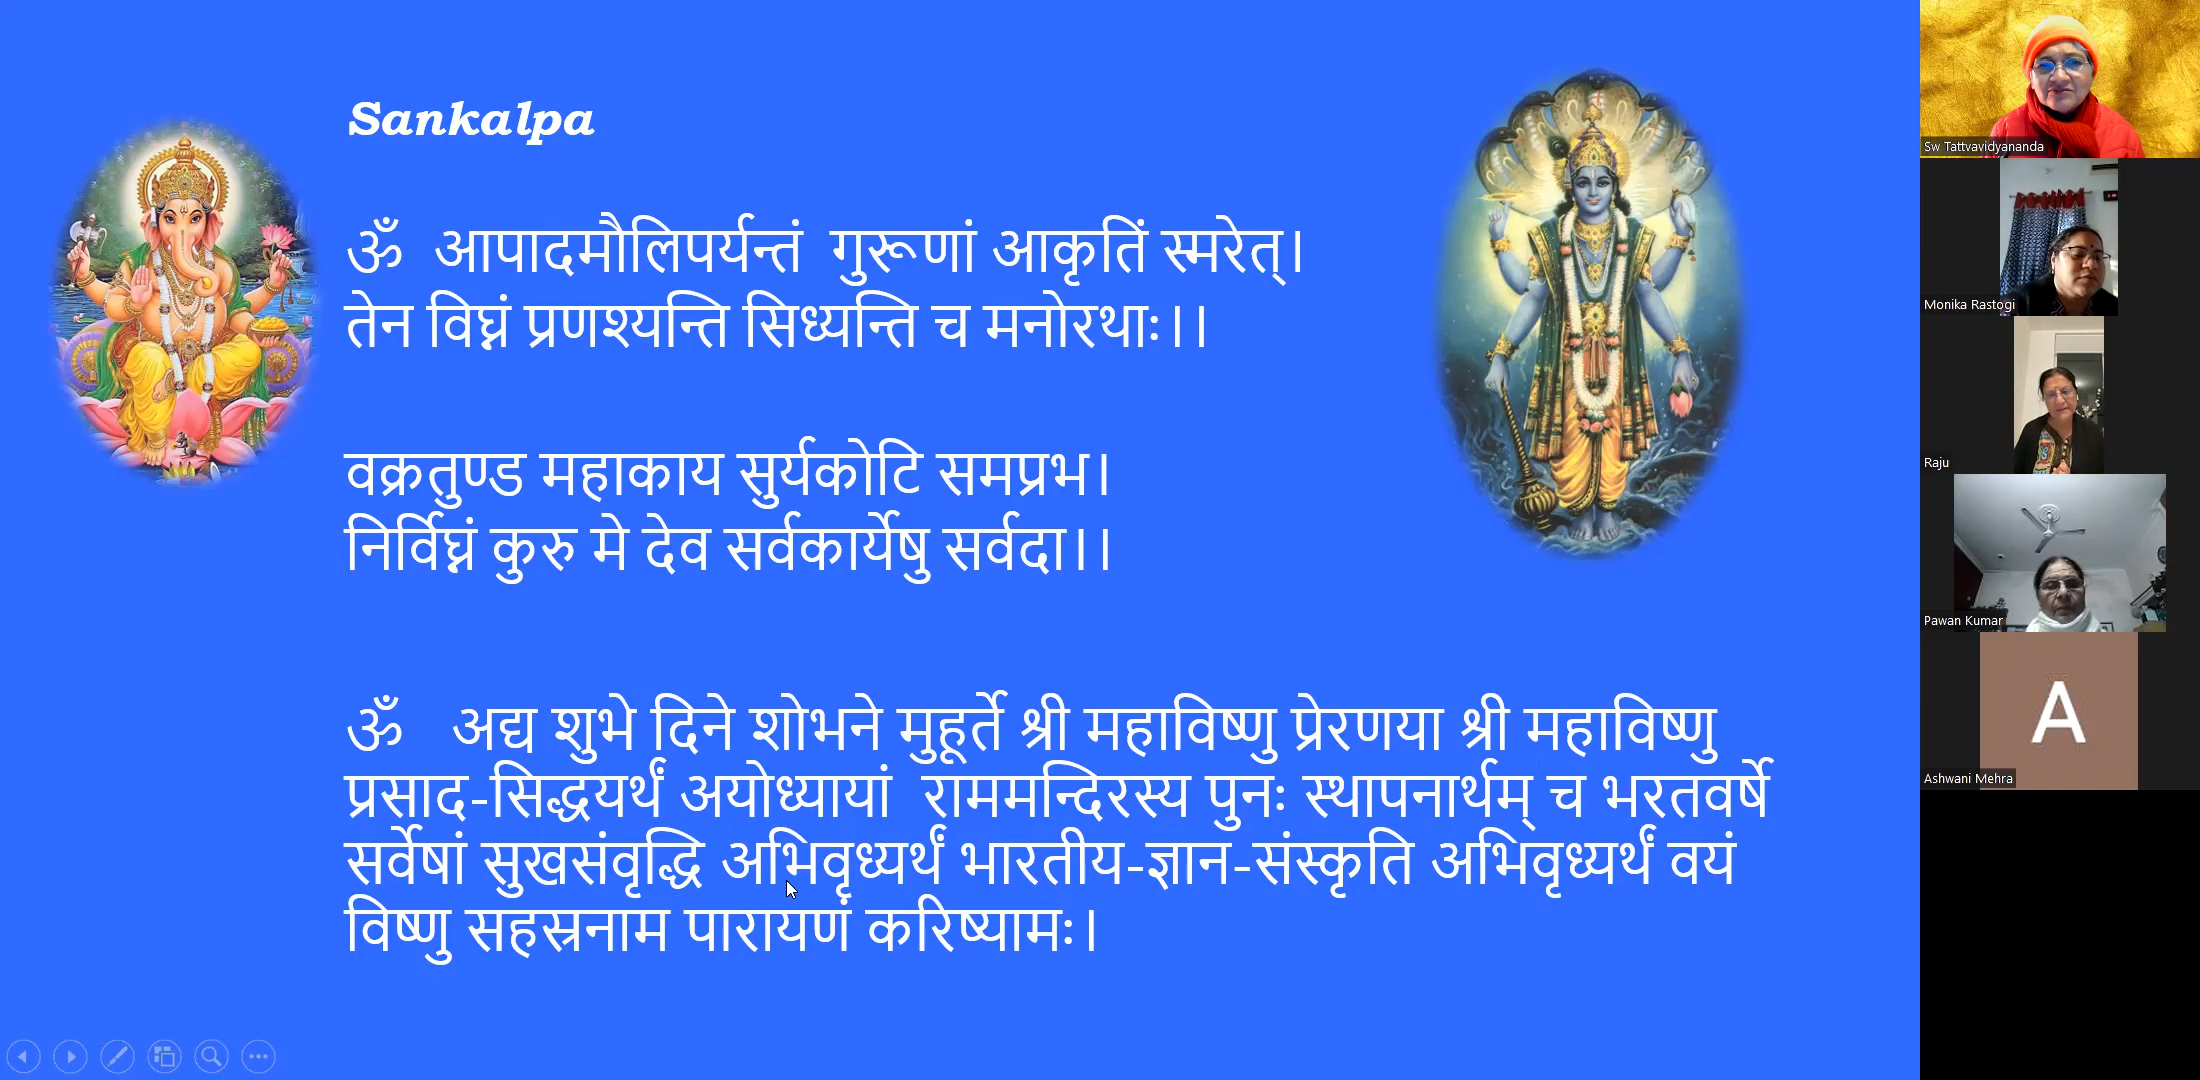 Sankalpa
ॐ आपादमौलिपर्यन्तं गुरूणां आकृतिं स्मरेत्।
तेन विघ्नं प्रणश्यन्ति सिध्यन्ति च मनोरथाः।।
वक्रतुण्ड महाकाय सुर्यकोटि समप्रभ।
निर्विघ्नं कुरु मे देव सर्वकार्येषु सर्वदा।।
ॐ अद्य शुभे दिने शोभने मुहूर्ते श्री महाविष्णु प्रेरणया श्री महाविष्णु
प्रसाद-सिद्धयर्थं अयोध्यायां राममन्दिरस्य पुनः स्थापनार्थम् च भरतवर्षे
सर्वेषां सुखसंवृद्धि अभिवृध्यर्थं भारतीय-ज्ञान-संस्कृति अभिवृध्यर्थं वयं
विष्णु सहस्रनाम पारायणं करिष्यामः।
Sw Tattvavidyananda
Monika Rastogi
Raju
Pawan Kumar
A
Ashwani Mehra